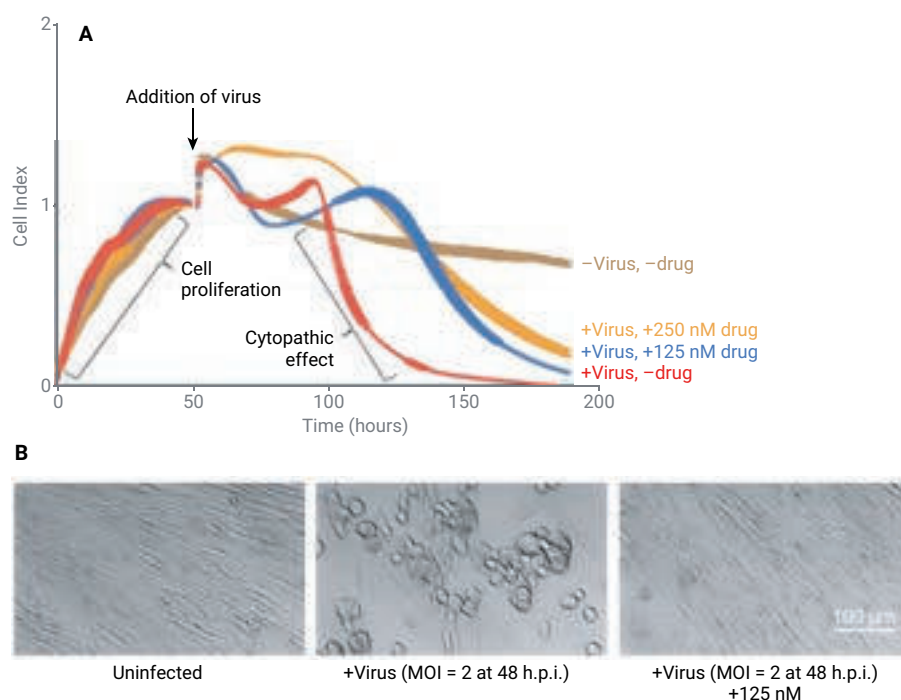 A
2
Addition of virus
Cell Index
1
Cell
proliferation
Cytopathic
effect
–Virus, –drug
+Virus, +250 nM drug
+Virus, +125 nM drug
+Virus, –drug
0
0 50 100 150 200
Time (hours)
B
100 µm
Uninfected
+Virus (MOI = 2 at 48 h.p.i.)
+Virus (MOI = 2 at 48 h.p.i.)
+125 nM